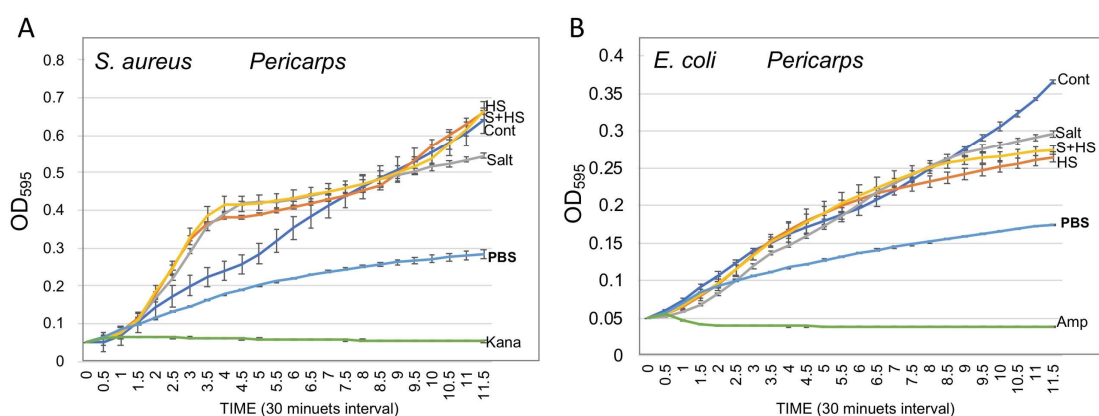 A
S. aureus Pericarps
OD595
0.8
0.7
0.6
0.5
0.4
0.3
0.2
0.1
0
HS
S+HS
Cont
Salt
PBS
Kana
0 0.5 1 1.5 2 2.5 3 3.5 4 4.5 5 5.5 6 6.5 7 7.5 8 8.5 9 9.5 10 10.5 11 11.5
TIME (30 minuets interval)
B
E. coli Pericarps
OD595
0.4
0.35
0.3
0.25
0.2
0.15
0.1
0.05
0
Cont
Salt
S+HS
HS
PBS
Amp
0 0.5 1 1.5 2 2.5 3 3.5 4 4.5 5 5.5 6 6.5 7 7.5 8 8.5 9 9.5 10 10.5 11 11.5
TIME (30 minuets interval)